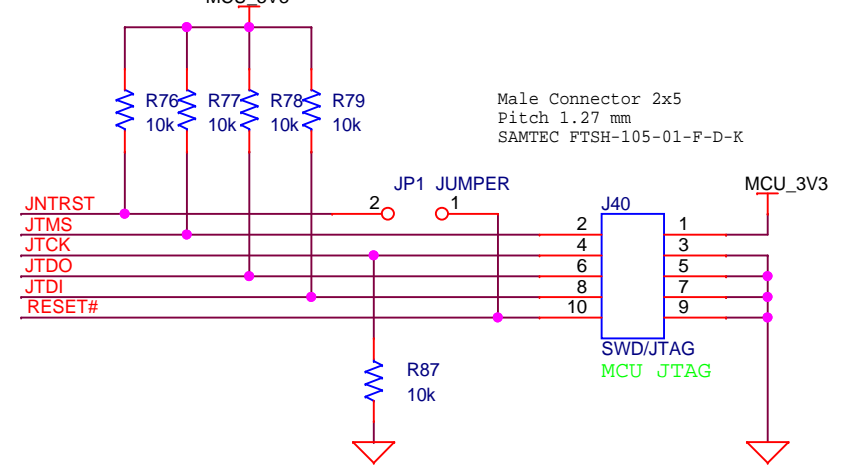 R76 R77 R78 R79
10k 10k 10k 10k
Male Connector 2x5
Pitch 1.27 mm
SAMTEC FTSH-105-01-F-D-K
JP1 JUMPER
MCU_3V3
JNTRST 2 1 J40
JTMS 2 1
JTCK 4 3
JTDO 6 5
JTDI 8 7
RESET# 10 9
SWD/JTAG
MCU JTAG
R87
10k